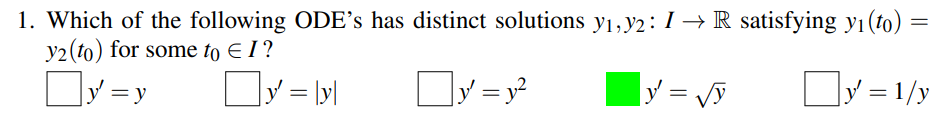 1. Which of the following ODE's has distinct solutions y₁, y₂: I → ℝ satisfying y₁(t₀) =
y₂(t₀) for some t₀ ∈ I?
y′ = y y′ = |y| y′ = y² y′ = √y y′ = 1/y